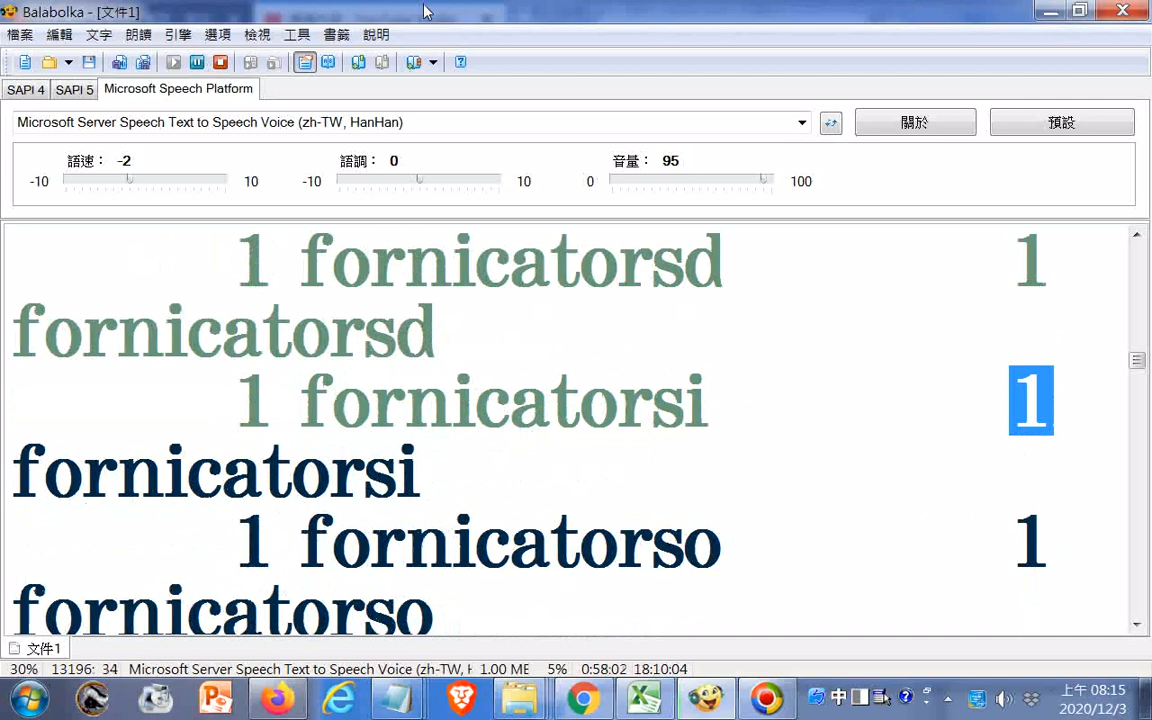 Balabolka - [文件1]
檔案 編輯 文字 朗讀 引擎 選項 檢視 工具 書籤 說明
SAPI 4 SAPI 5 Microsoft Speech Platform
Microsoft Server Speech Text to Speech Voice (zh-TW, HanHan) 關於 預設
語速： -2 語調： 0 音量： 95
-10 10 -10 10 0 100
1 fornicatorsd 1
fornicatorsd
1 fornicatorsi 1
fornicatorsi
1 fornicatorso 1
fornicatorso
文件1
30% 13196: 34 Microsoft Server Speech Text to Speech Voice (zh-TW, 1.00 ME 5% 0:58:02 18:10:04
中 上午 08:15
2020/12/3